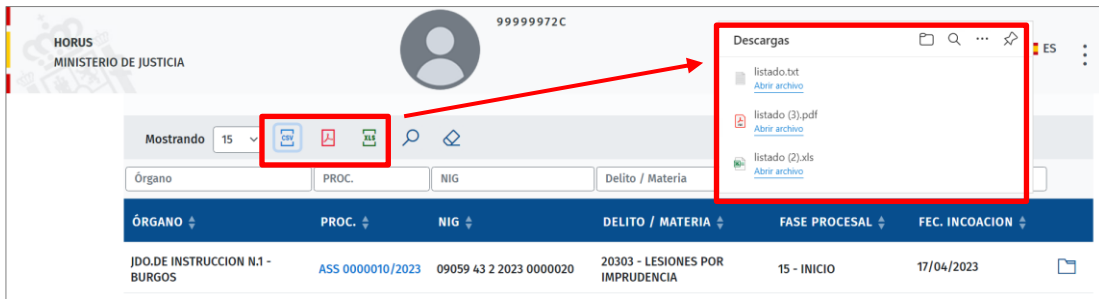 99999972C
HORUS
MINISTERIO DE JUSTICIA
ES
Descargas
listado.txt
Abrir archivo
listado (3).pdf
Abrir archivo
listado (2).xls
Abrir archivo
Mostrando 15 CSV XLS
Órgano PROC. NIG Delito / Materia
ÓRGANO PROC. NIG DELITO / MATERIA FASE PROCESAL FEC. INCOACION
JDO.DE INSTRUCCION N.1 -
BURGOS
ASS 0000010/2023 09059 43 2 2023 0000020
20303 - LESIONES POR
IMPRUDENCIA
15 - INICIO 17/04/2023